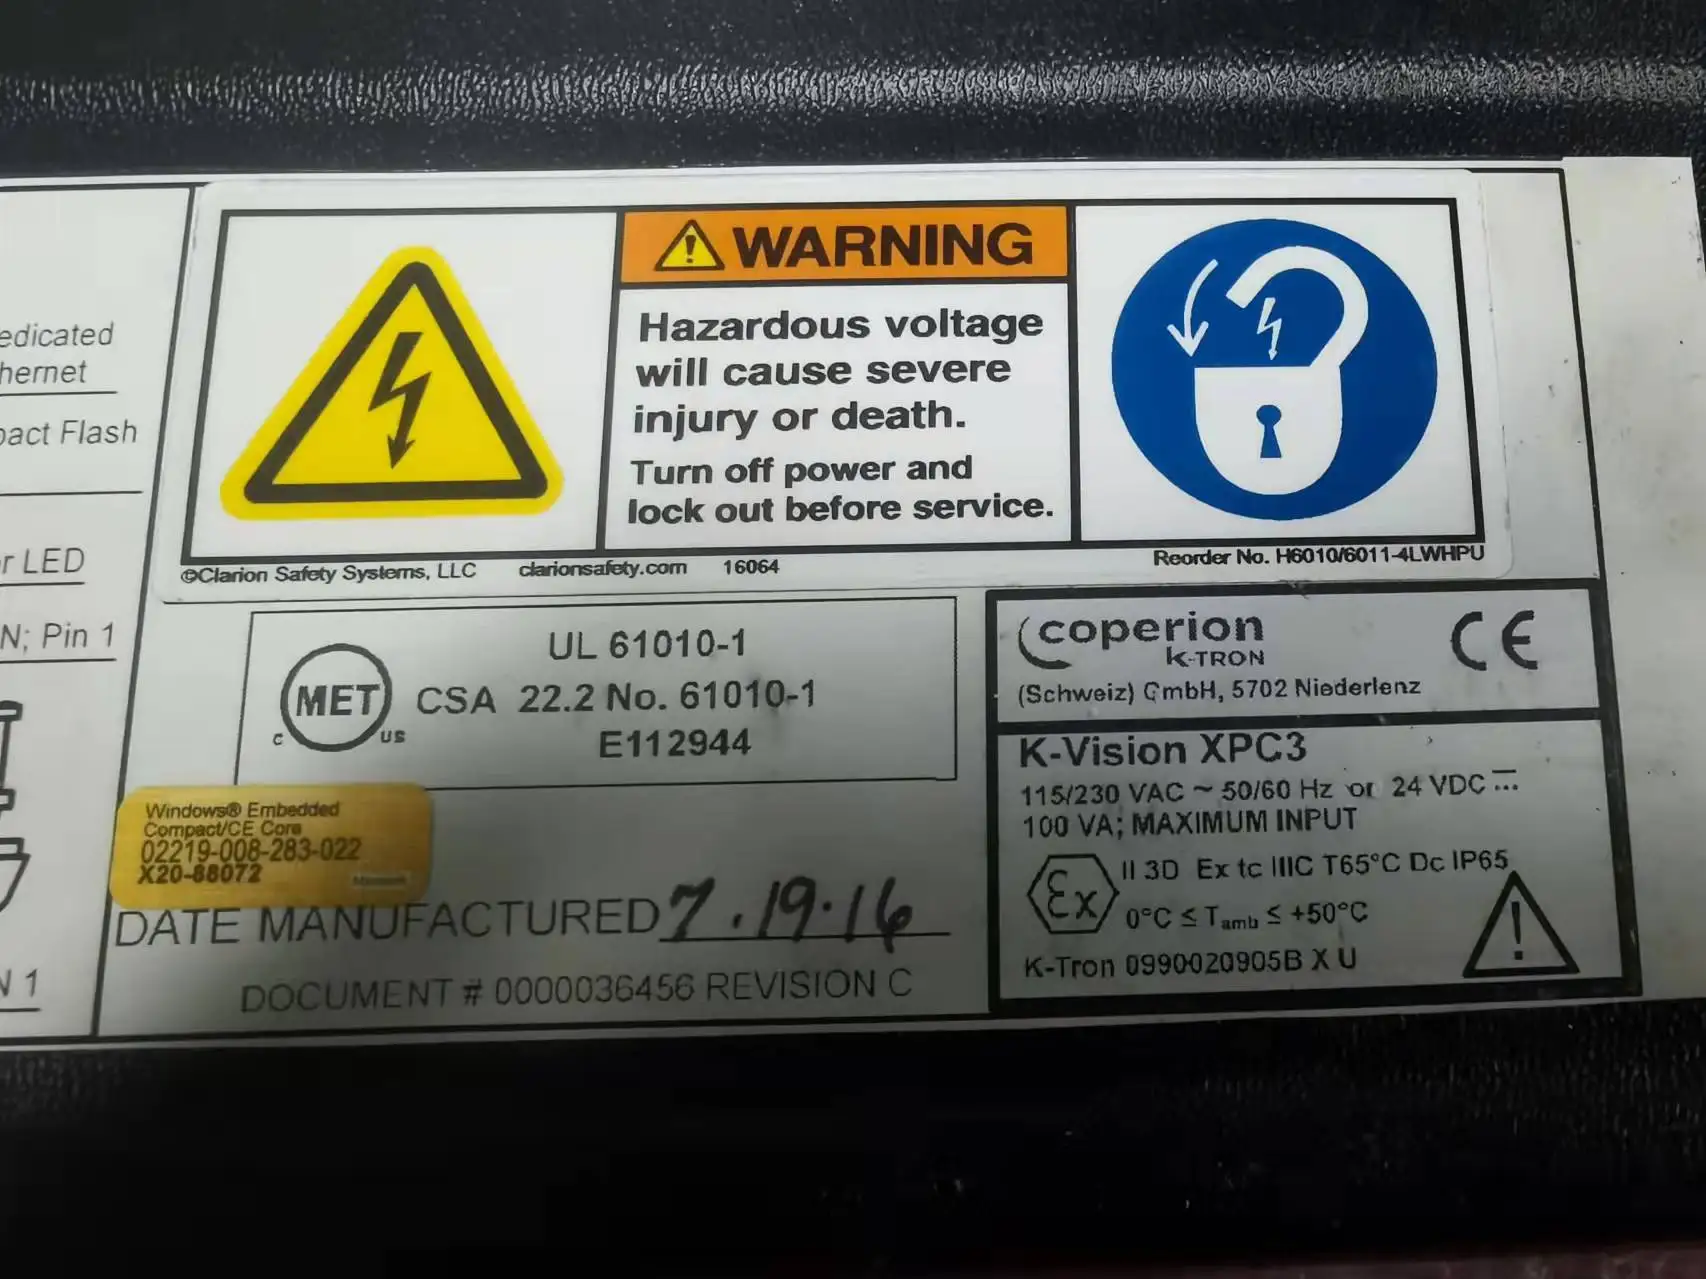 edicated
hernet
pact Flash
r LED
N; Pin 1
N 1
WARNING
Hazardous voltage
will cause severe
injury or death.
Turn off power and
lock out before service.
©Clarion Safety Systems, LLC clarionsafety.com 16064
Reorder No. H6010/6011-4LWHPU
MET
C US
UL 61010-1
CSA 22.2 No. 61010-1
E112944
Windows® Embedded
Compact/CE Core
02219-008-283-022
X20-88072
Microsoft
DATE MANUFACTURED 7.19.16
DOCUMENT # 0000036456 REVISION C
coperion
K-TRON
CE
(Schweiz) GmbH, 5702 Niederlenz
K-Vision XPC3
115/230 VAC ~ 50/60 Hz or 24 VDC ⎓
100 VA; MAXIMUM INPUT
Ex II 3D Ex tc IIIC T65°C Dc IP65
0°C ≤ Tamb ≤ +50°C
K-Tron 0990020905B X U